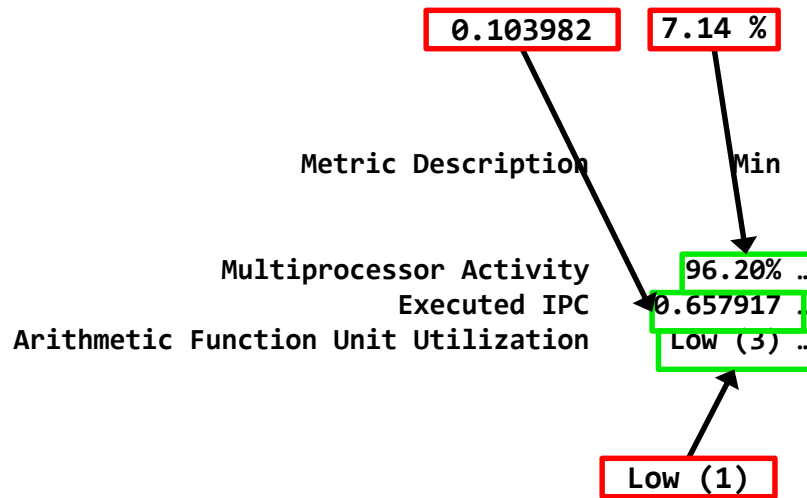 0.103982 7.14 %
Metric Description Min
Multiprocessor Activity 96.20% …
Executed IPC 0.657917 …
Arithmetic Function Unit Utilization Low (3) …
Low (1)